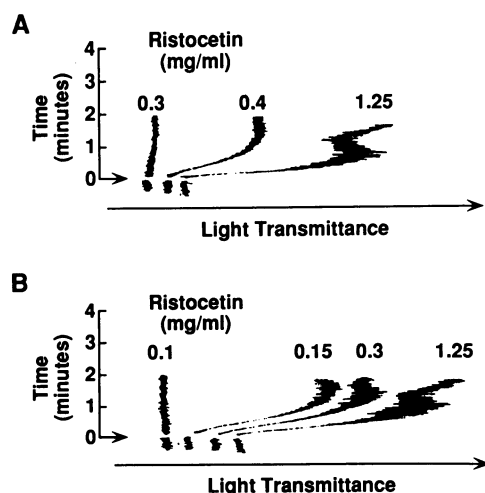 A
Ristocetin
(mg/ml)
0.3 0.4 1.25
4
3
2
1
0
Time
(minutes)
Light Transmittance
B
Ristocetin
(mg/ml)
0.1 0.15 0.3 1.25
4
3
2
1
0
Time
(minutes)
Light Transmittance